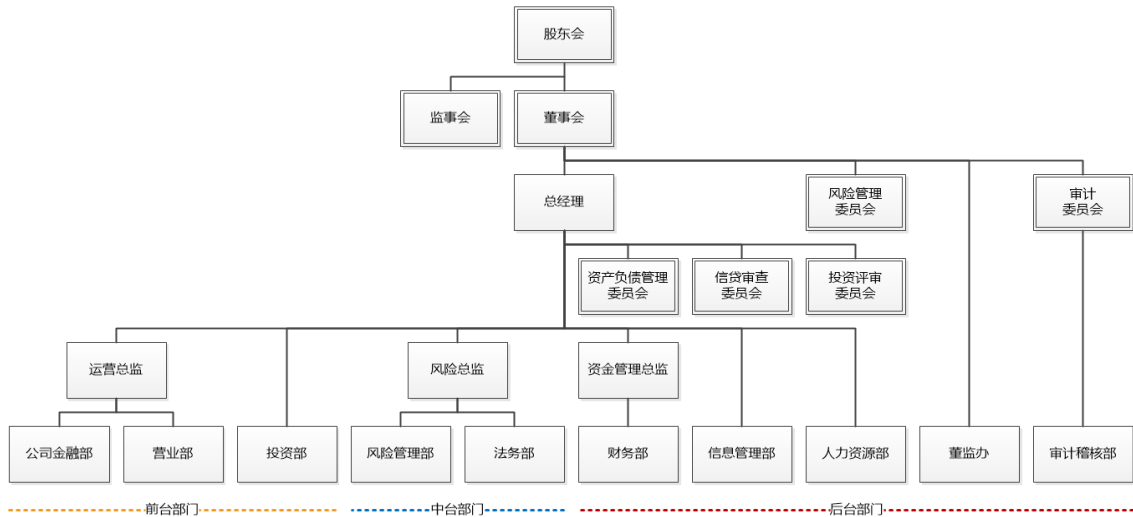 股东会
监事会
董事会
总经理
风险管理
委员会
审计
委员会
资产负债管理
委员会
信贷审查
委员会
投资评审
委员会
运营总监
风险总监
资金管理总监
公司金融部
营业部
投资部
风险管理部
法务部
财务部
信息管理部
人力资源部
董监办
审计稽核部
前台部门
中台部门
后台部门